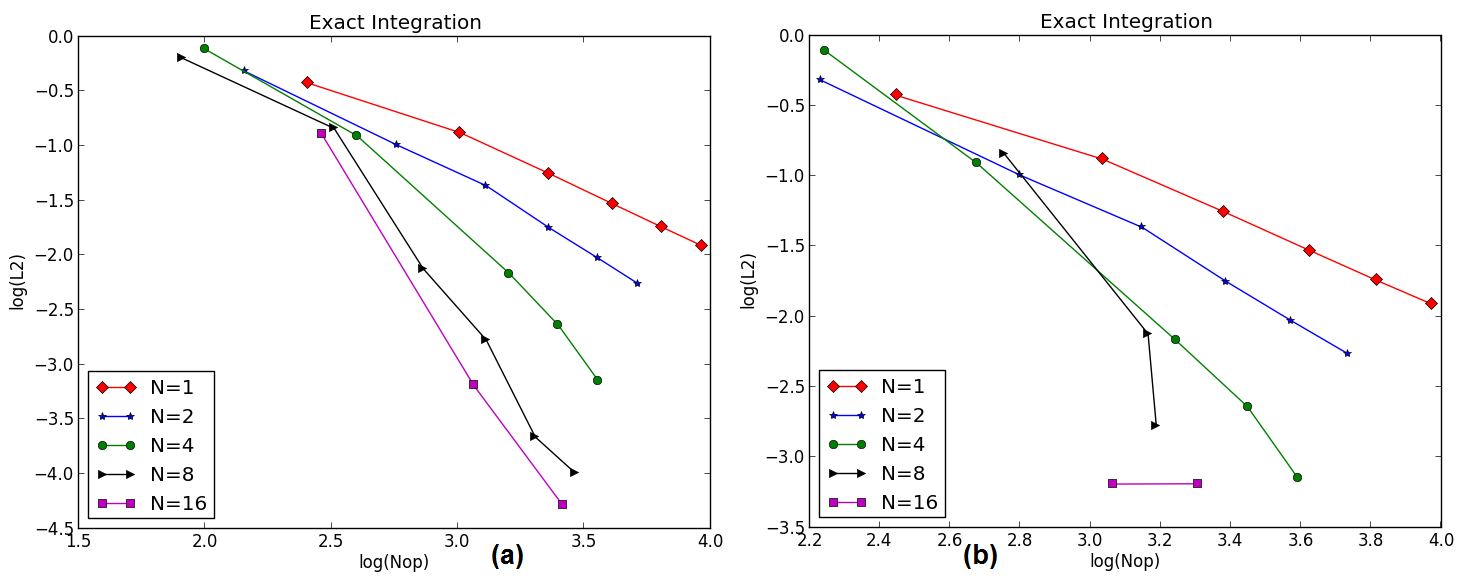 Exact Integration
0.0
−0.5
−1.0
−1.5
−2.0
−2.5
−3.0
−3.5
−4.0
−4.5
log(L2)
N=1
N=2
N=4
N=8
N=16
1.5 2.0 2.5 3.0 3.5 4.0
log(Nop)
(a)
Exact Integration
0.0
−0.5
−1.0
−1.5
−2.0
−2.5
−3.0
−3.5
log(L2)
N=1
N=2
N=4
N=8
N=16
2.2 2.4 2.6 2.8 3.0 3.2 3.4 3.6 3.8 4.0
log(Nop)
(b)